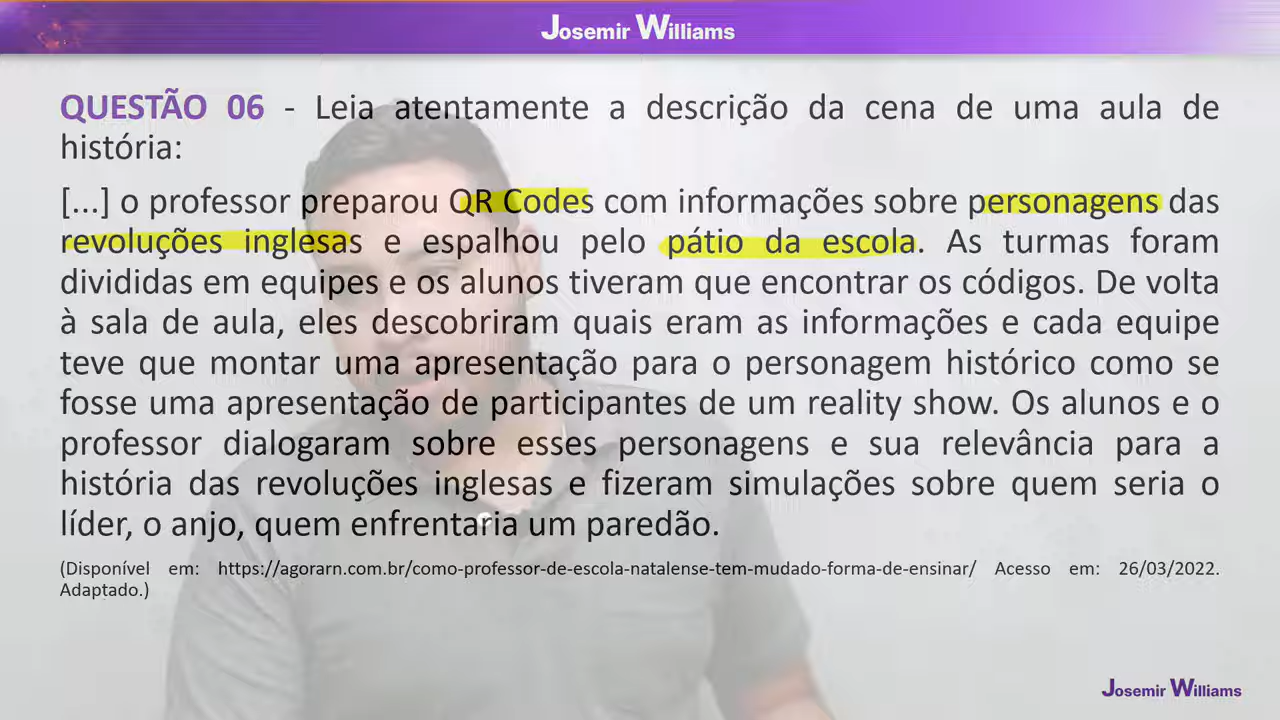 Josemir Williams
QUESTÃO 06 - Leia atentamente a descrição da cena de uma aula de
história:
[...] o professor preparou QR Codes com informações sobre personagens das
revoluções inglesas e espalhou pelo pátio da escola. As turmas foram
divididas em equipes e os alunos tiveram que encontrar os códigos. De volta
à sala de aula, eles descobriram quais eram as informações e cada equipe
teve que montar uma apresentação para o personagem histórico como se
fosse uma apresentação de participantes de um reality show. Os alunos e o
professor dialogaram sobre esses personagens e sua relevância para a
história das revoluções inglesas e fizeram simulações sobre quem seria o
líder, o anjo, quem enfrentaria um paredão.
(Disponível em: https://agorarn.com.br/como-professor-de-escola-natalense-tem-mudado-forma-de-ensinar/ Acesso em: 26/03/2022.
Adaptado.)
Josemir Williams